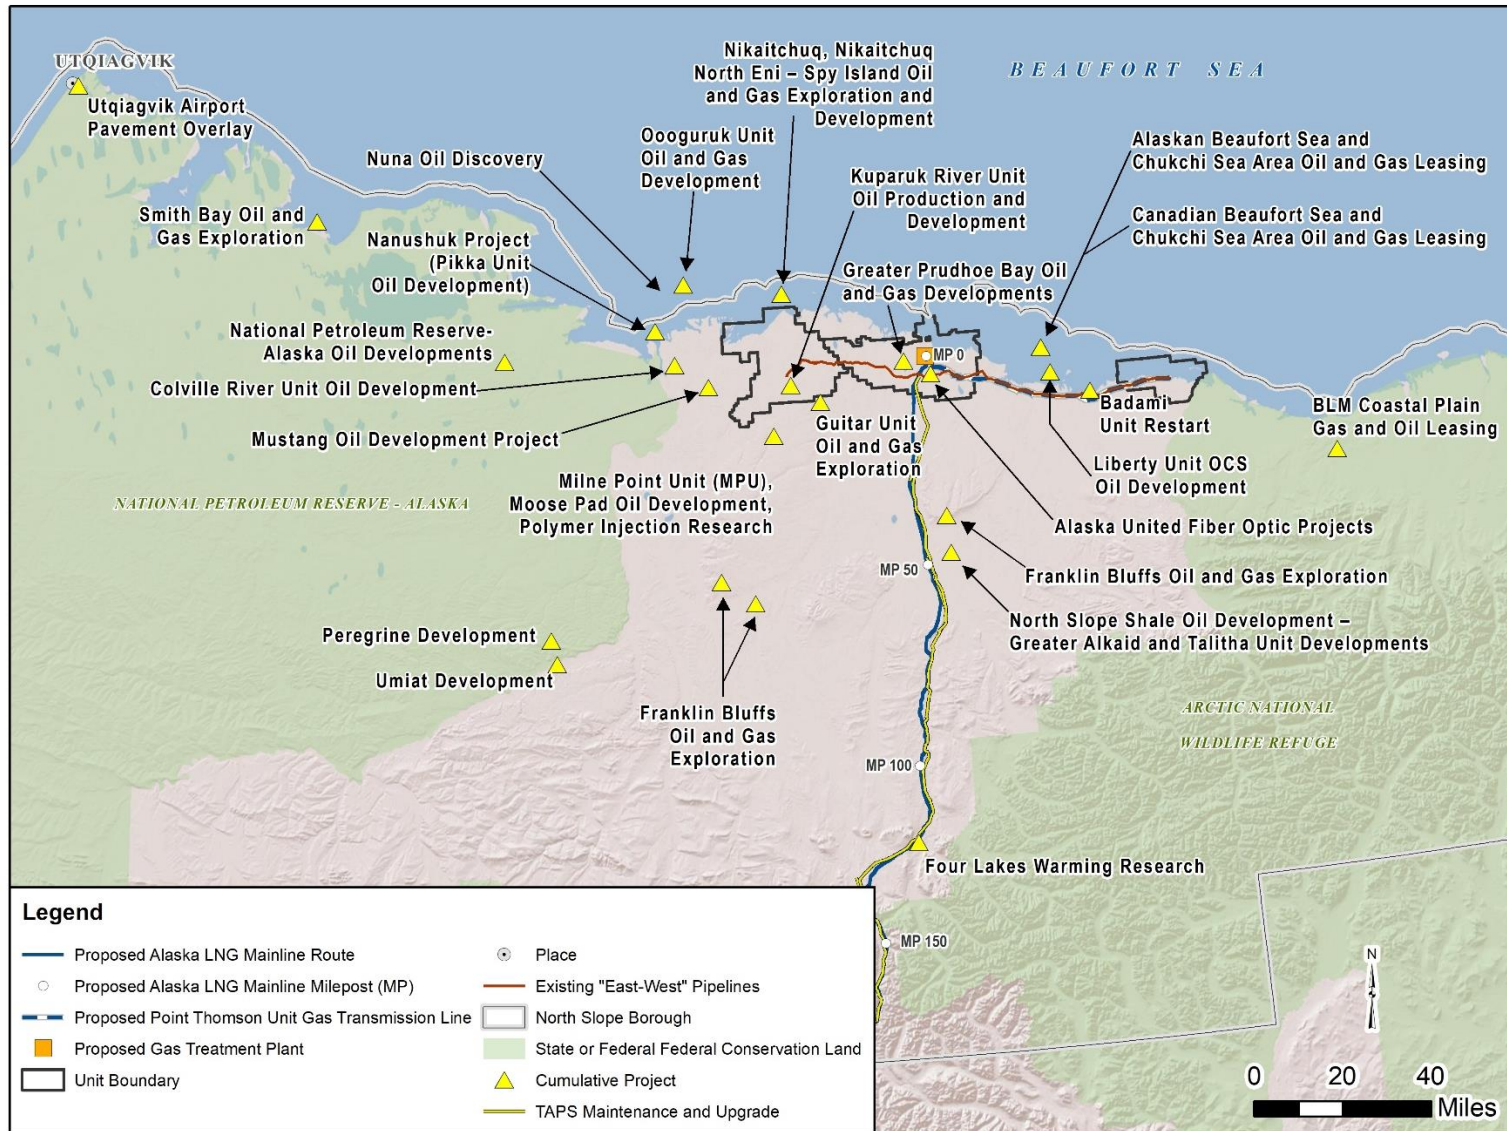 UTQIAGVIK
Utqiagvik Airport
Pavement Overlay
Smith Bay Oil and
Gas Exploration
Nuna Oil Discovery
Nanushuk Project
(Pikka Unit
Oil Development)
National Petroleum Reserve-
Alaska Oil Developments
Colville River Unit Oil Development
Mustang Oil Development Project
NATIONAL PETROLEUM RESERVE - ALASKA
Oooguruk Unit
Oil and Gas
Development
Nikaitchuq, Nikaitchuq
North Eni – Spy Island Oil
and Gas Exploration and
Development
Kuparuk River Unit
Oil Production and
Development
Greater Prudhoe Bay Oil
and Gas Developments
BEAUFORT SEA
Alaskan Beaufort Sea and
Chukchi Sea Area Oil and Gas Leasing
Canadian Beaufort Sea and
Chukchi Sea Area Oil and Gas Leasing
MP 0
Badami
Unit Restart
BLM Coastal Plain
Gas and Oil Leasing
Guitar Unit
Oil and Gas
Exploration
Liberty Unit OCS
Oil Development
Milne Point Unit (MPU),
Moose Pad Oil Development,
Polymer Injection Research
Alaska United Fiber Optic Projects
MP 50
Franklin Bluffs Oil and Gas Exploration
North Slope Shale Oil Development –
Greater Alkaid and Talitha Unit Developments
Peregrine Development
Umiat Development
Franklin Bluffs
Oil and Gas
Exploration
ARCTIC NATIONAL
WILDLIFE REFUGE
MP 100
Four Lakes Warming Research
MP 150
Legend
Proposed Alaska LNG Mainline Route
Proposed Alaska LNG Mainline Milepost (MP)
Proposed Point Thomson Unit Gas Transmission Line
Proposed Gas Treatment Plant
Unit Boundary
Place
Existing "East-West" Pipelines
North Slope Borough
State or Federal Federal Conservation Land
Cumulative Project
TAPS Maintenance and Upgrade
N
0 20 40
Miles